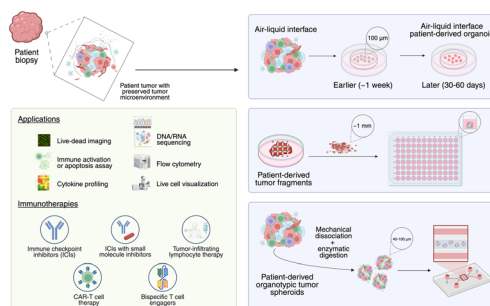 Patient
biopsy
Patient tumor with
preserved tumor
microenvironment
Applications
Live-dead imaging
DNA/RNA
sequencing
Immune activation
or apoptosis assay
Flow cytometry
Cytokine profiling
Live cell visualization
Immunotherapies
Immune checkpoint
inhibitors (ICIs)
ICIs with small
molecule inhibitors
Tumor-infiltrating
lymphocyte therapy
CAR-T cell
therapy
Bispecific T cell
engagers
Air-liquid interface
100 μm
Earlier (~1 week)
Air-liquid interface
patient-derived organoi
Later (30-60 days)
~1 mm
Patient-derived
tumor fragments
Mechanical
dissociation
+
enzymatic
digestion
40-100 μm
Patient-derived
organotypic tumor
spheroids